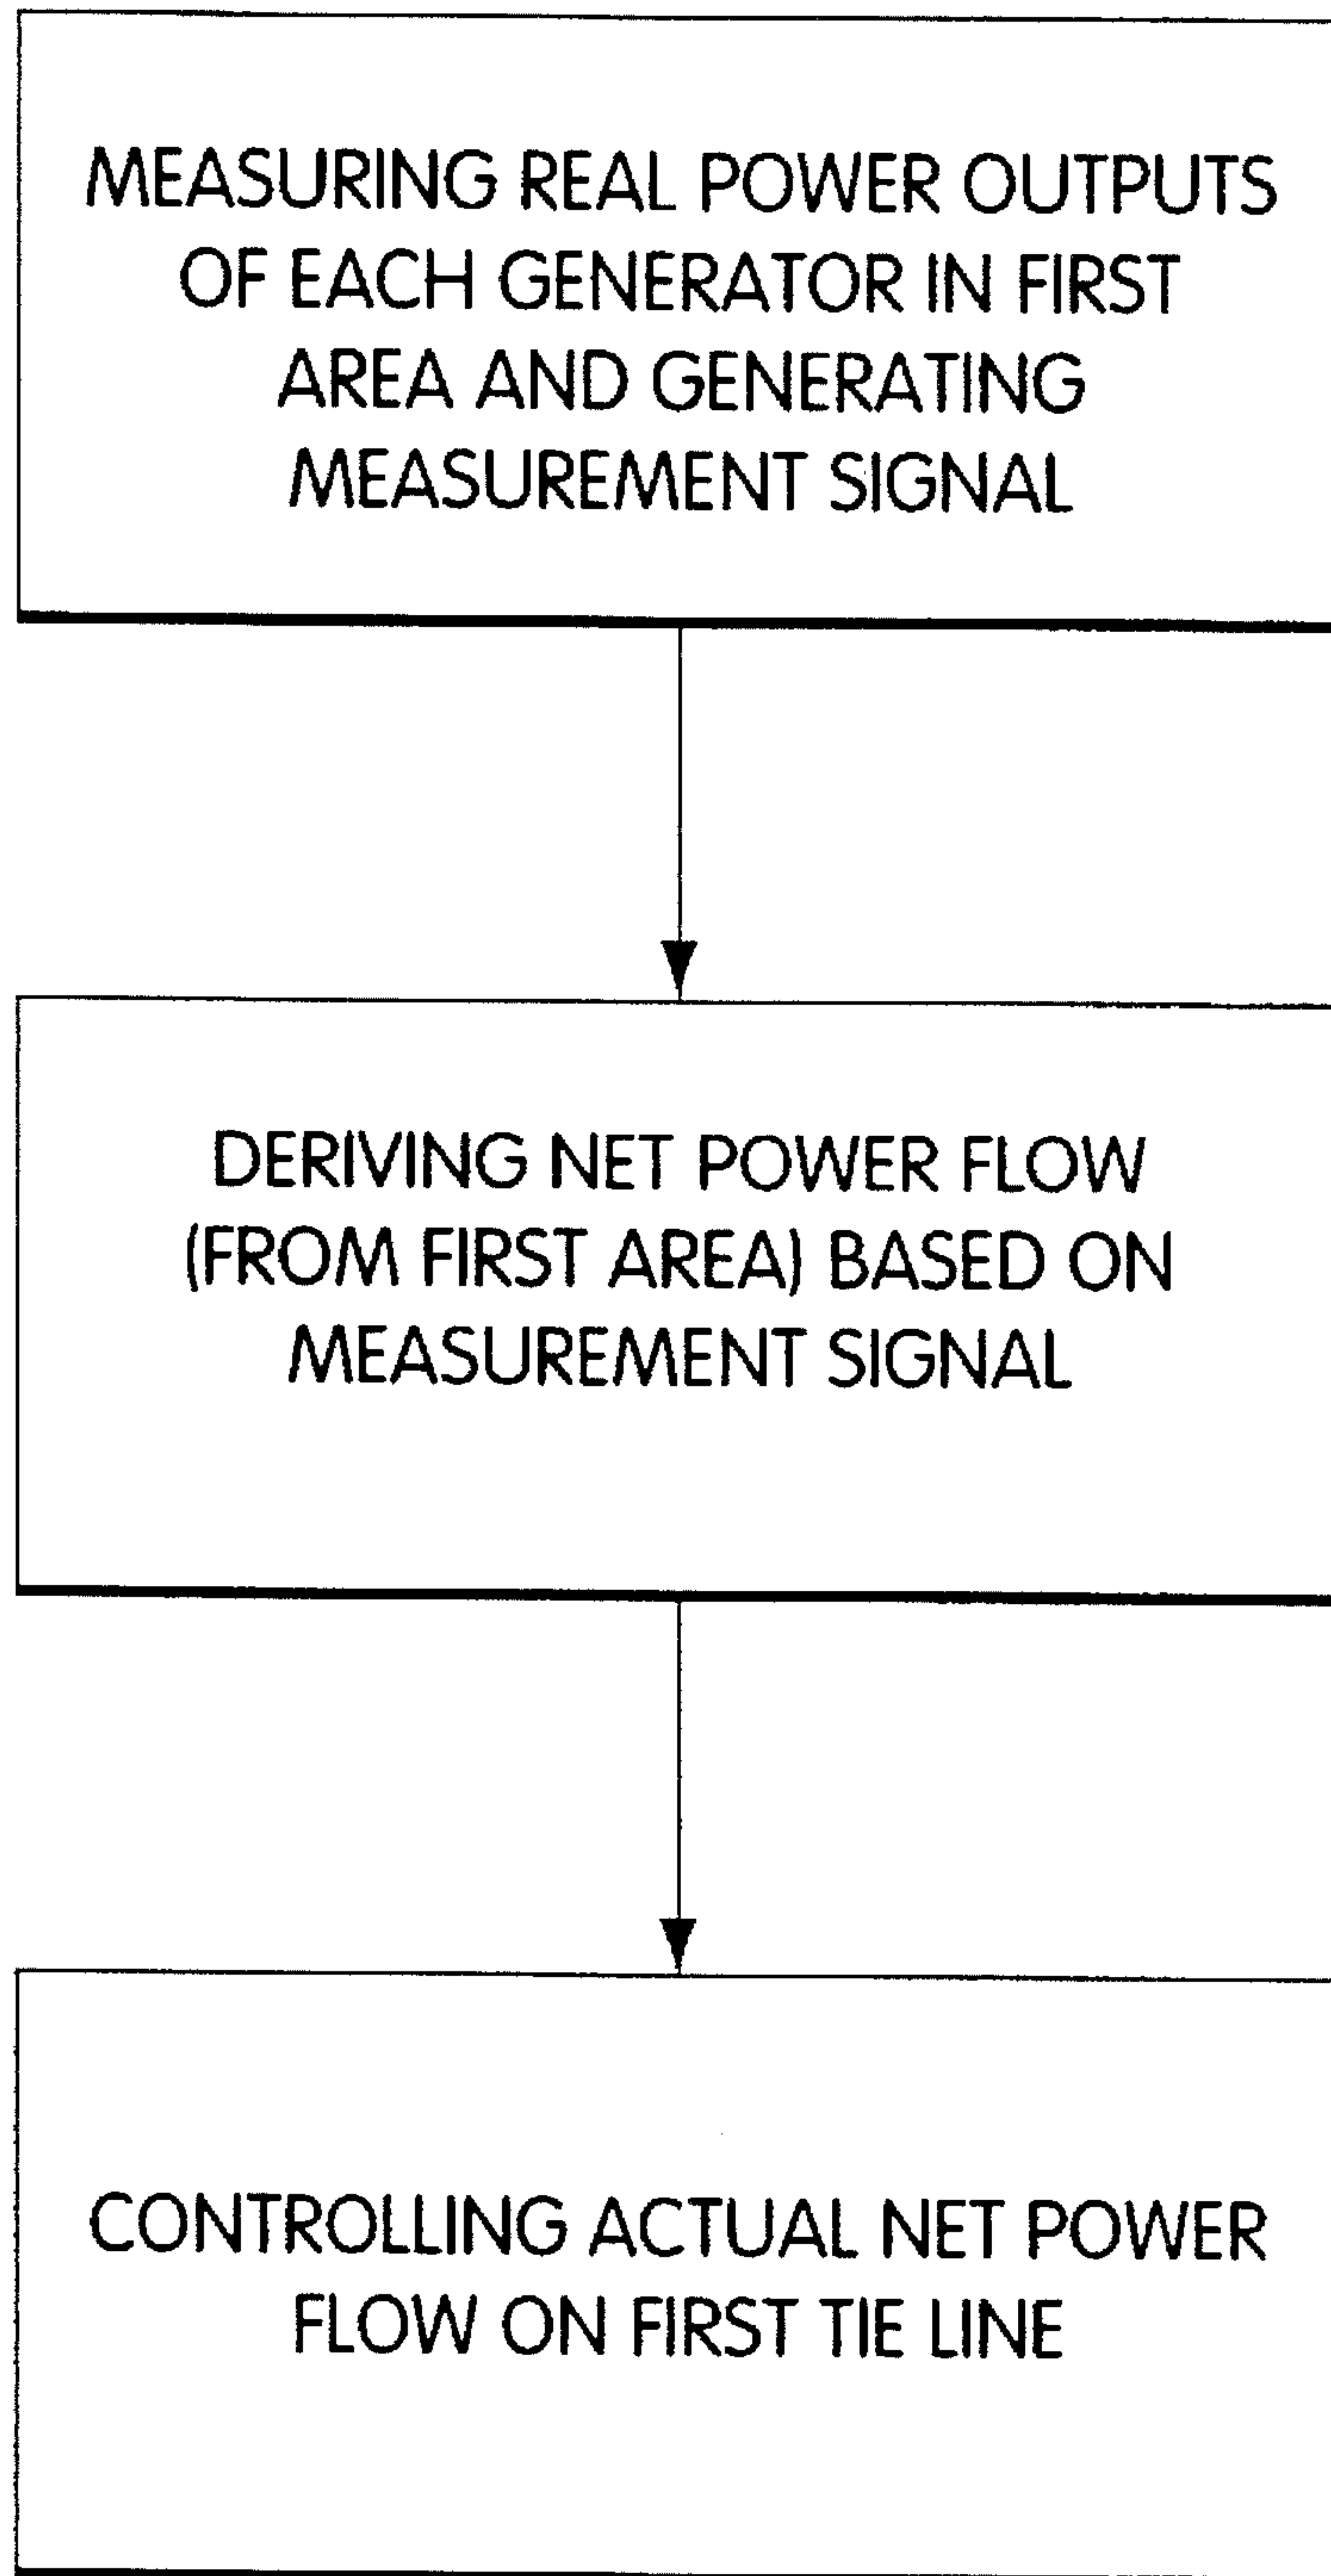 MEASURING REAL POWER OUTPUTS
OF EACH GENERATOR IN FIRST
AREA AND GENERATING
MEASUREMENT SIGNAL
DERIVING NET POWER FLOW
(FROM FIRST AREA) BASED ON
MEASUREMENT SIGNAL
CONTROLLING ACTUAL NET POWER
FLOW ON FIRST TIE LINE